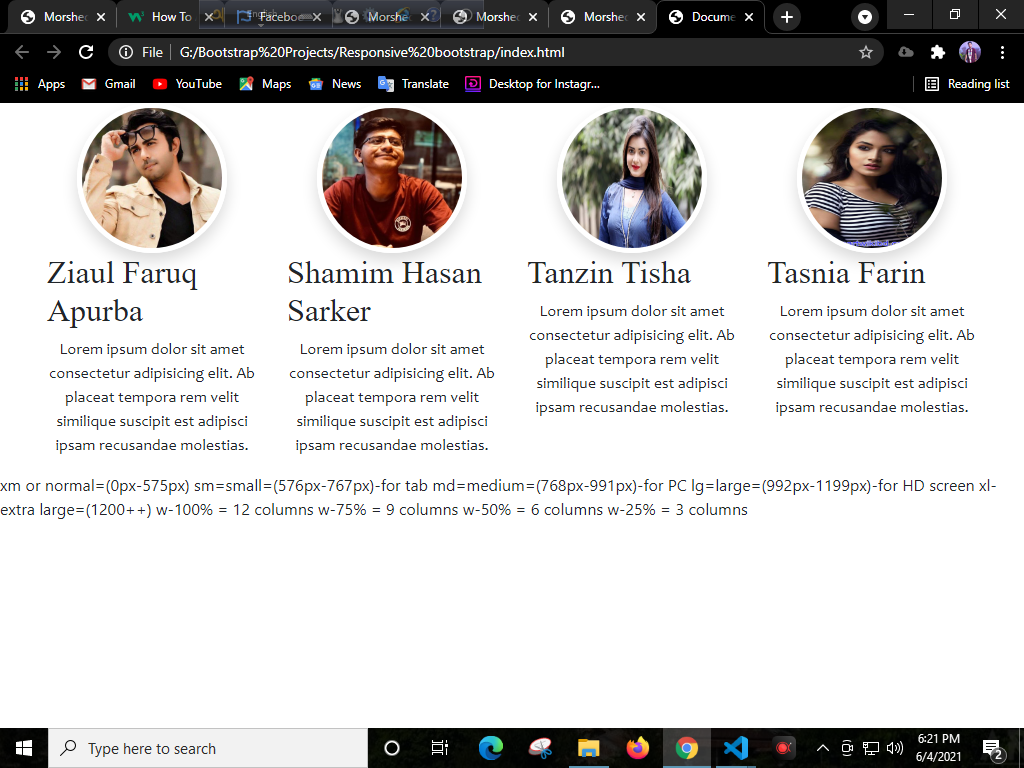 Morshe
How To
Faceboo
Morshe
Morshe
Morshe
Docume
File
G:/Bootstrap%20Projects/Responsive%20bootstrap/index.html
Apps
Gmail
YouTube
Maps
News
Translate
Desktop for Instagr...
Reading list
Ziaul Faruq
Apurba
Lorem ipsum dolor sit amet
consectetur adipisicing elit. Ab
placeat tempora rem velit
similique suscipit est adipisci
ipsam recusandae molestias.
Shamim Hasan
Sarker
Lorem ipsum dolor sit amet
consectetur adipisicing elit. Ab
placeat tempora rem velit
similique suscipit est adipisci
ipsam recusandae molestias.
Tanzin Tisha
Lorem ipsum dolor sit amet
consectetur adipisicing elit. Ab
placeat tempora rem velit
similique suscipit est adipisci
ipsam recusandae molestias.
Tasnia Farin
Lorem ipsum dolor sit amet
consectetur adipisicing elit. Ab
placeat tempora rem velit
similique suscipit est adipisci
ipsam recusandae molestias.
xm or normal=(0px-575px) sm=small=(576px-767px)-for tab md=medium=(768px-991px)-for PC lg=large=(992px-1199px)-for HD screen xl-
extra large=(1200++) w-100% = 12 columns w-75% = 9 columns w-50% = 6 columns w-25% = 3 columns
Type here to search
6:21 PM
6/4/2021
2